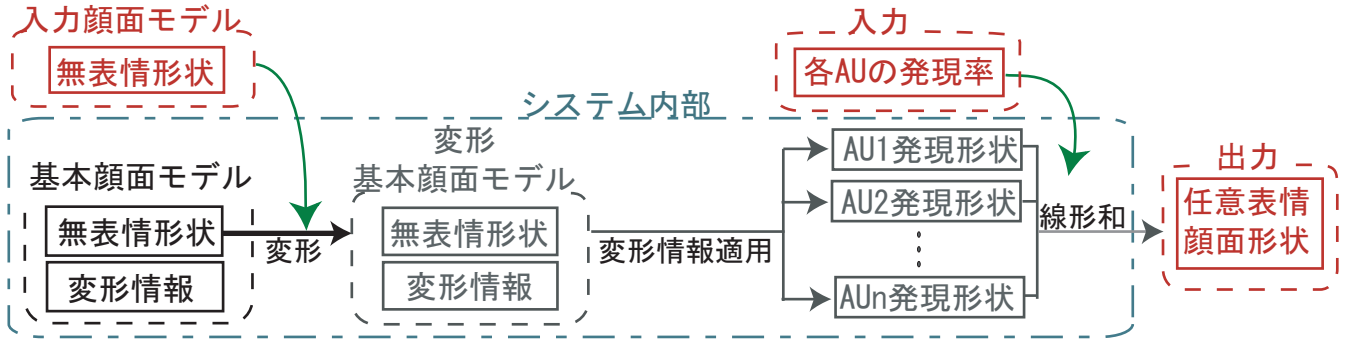 入力顔面モデル
無表情形状
入力
各AUの発現率
システム内部
基本顔面モデル
無表情形状
変形情報
変形
変形
基本顔面モデル
無表情形状
変形情報
変形情報適用
AU1発現形状
AU2発現形状
AUn発現形状
線形和
出力
任意表情
顔面形状